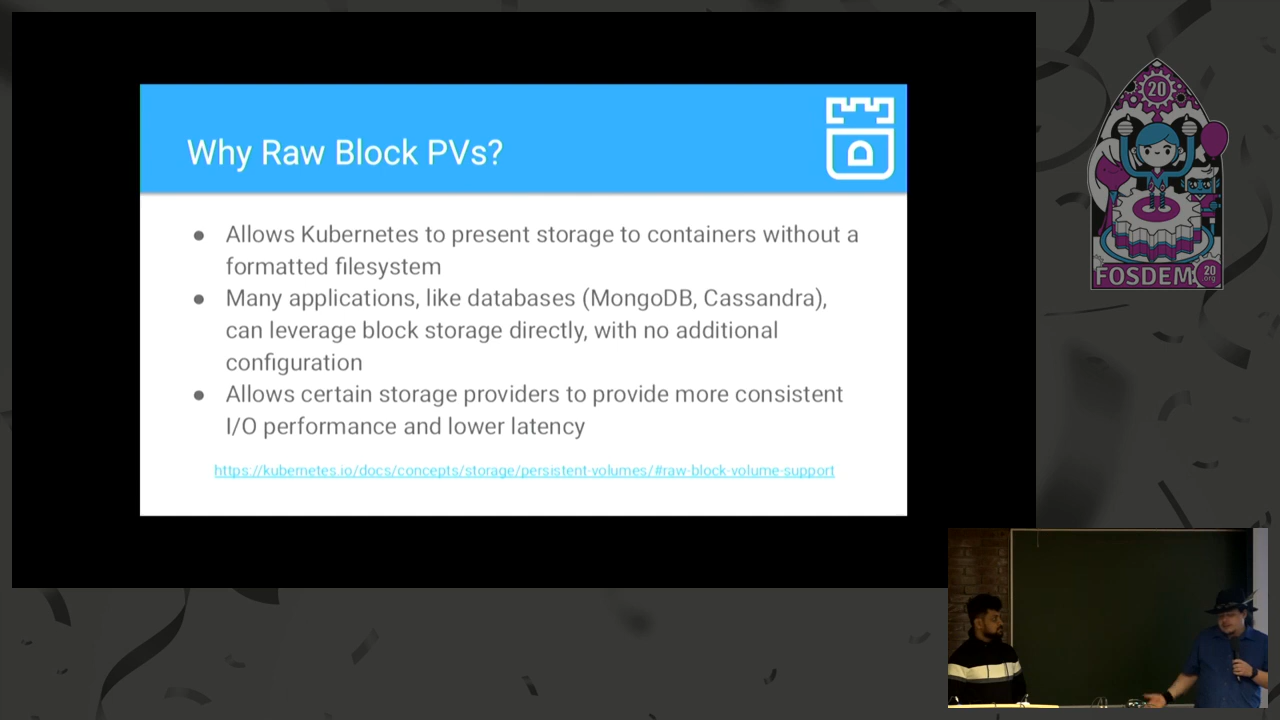 Why Raw Block PVs?
● Allows Kubernetes to present storage to containers without a
formatted filesystem
● Many applications, like databases (MongoDB, Cassandra),
can leverage block storage directly, with no additional
configuration
● Allows certain storage providers to provide more consistent
I/O performance and lower latency
https://kubernetes.io/docs/concepts/storage/persistent-volumes/#raw-block-volume-support
20
FOSDEM
20
.org